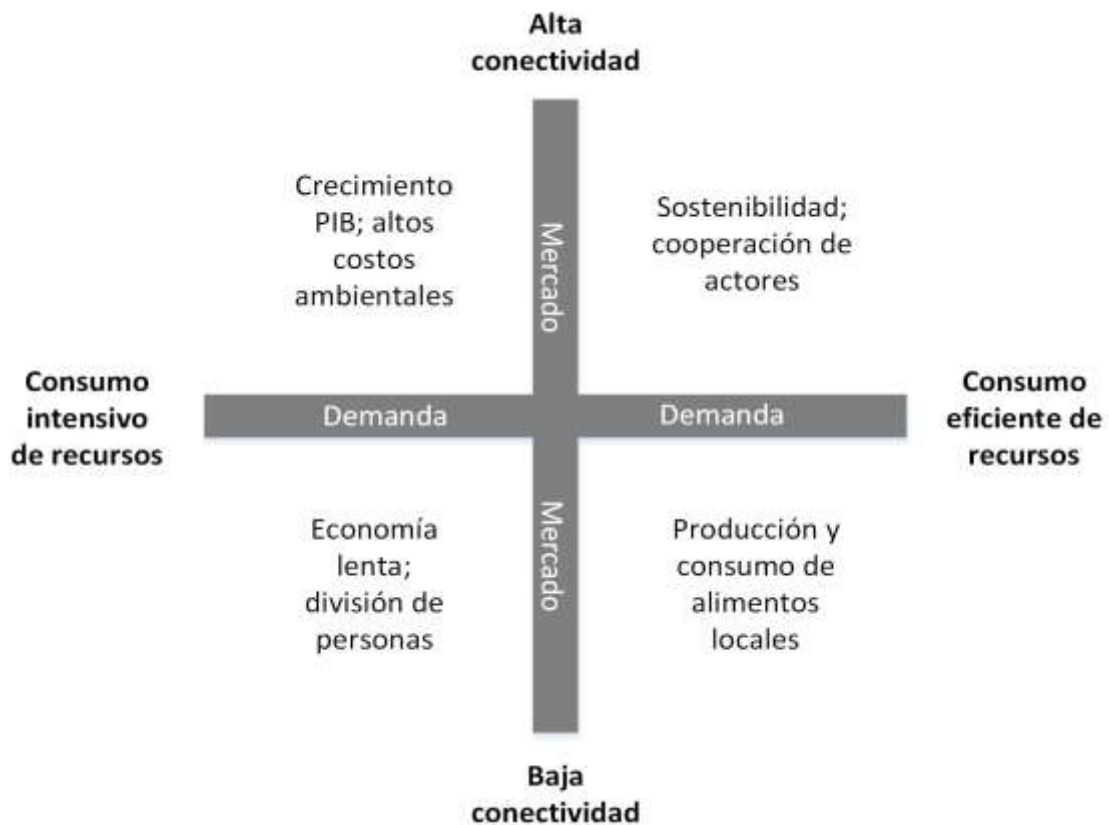 Alta
conectividad
Crecimiento
PIB; altos
costos
ambientales
Mercado
Sostenibilidad;
cooperación de
actores
Consumo
intensivo
de recursos
Demanda
Demanda
Consumo
eficiente de
recursos
Economía
lenta;
división de
personas
Mercado
Producción y
consumo de
alimentos
locales
Baja
conectividad